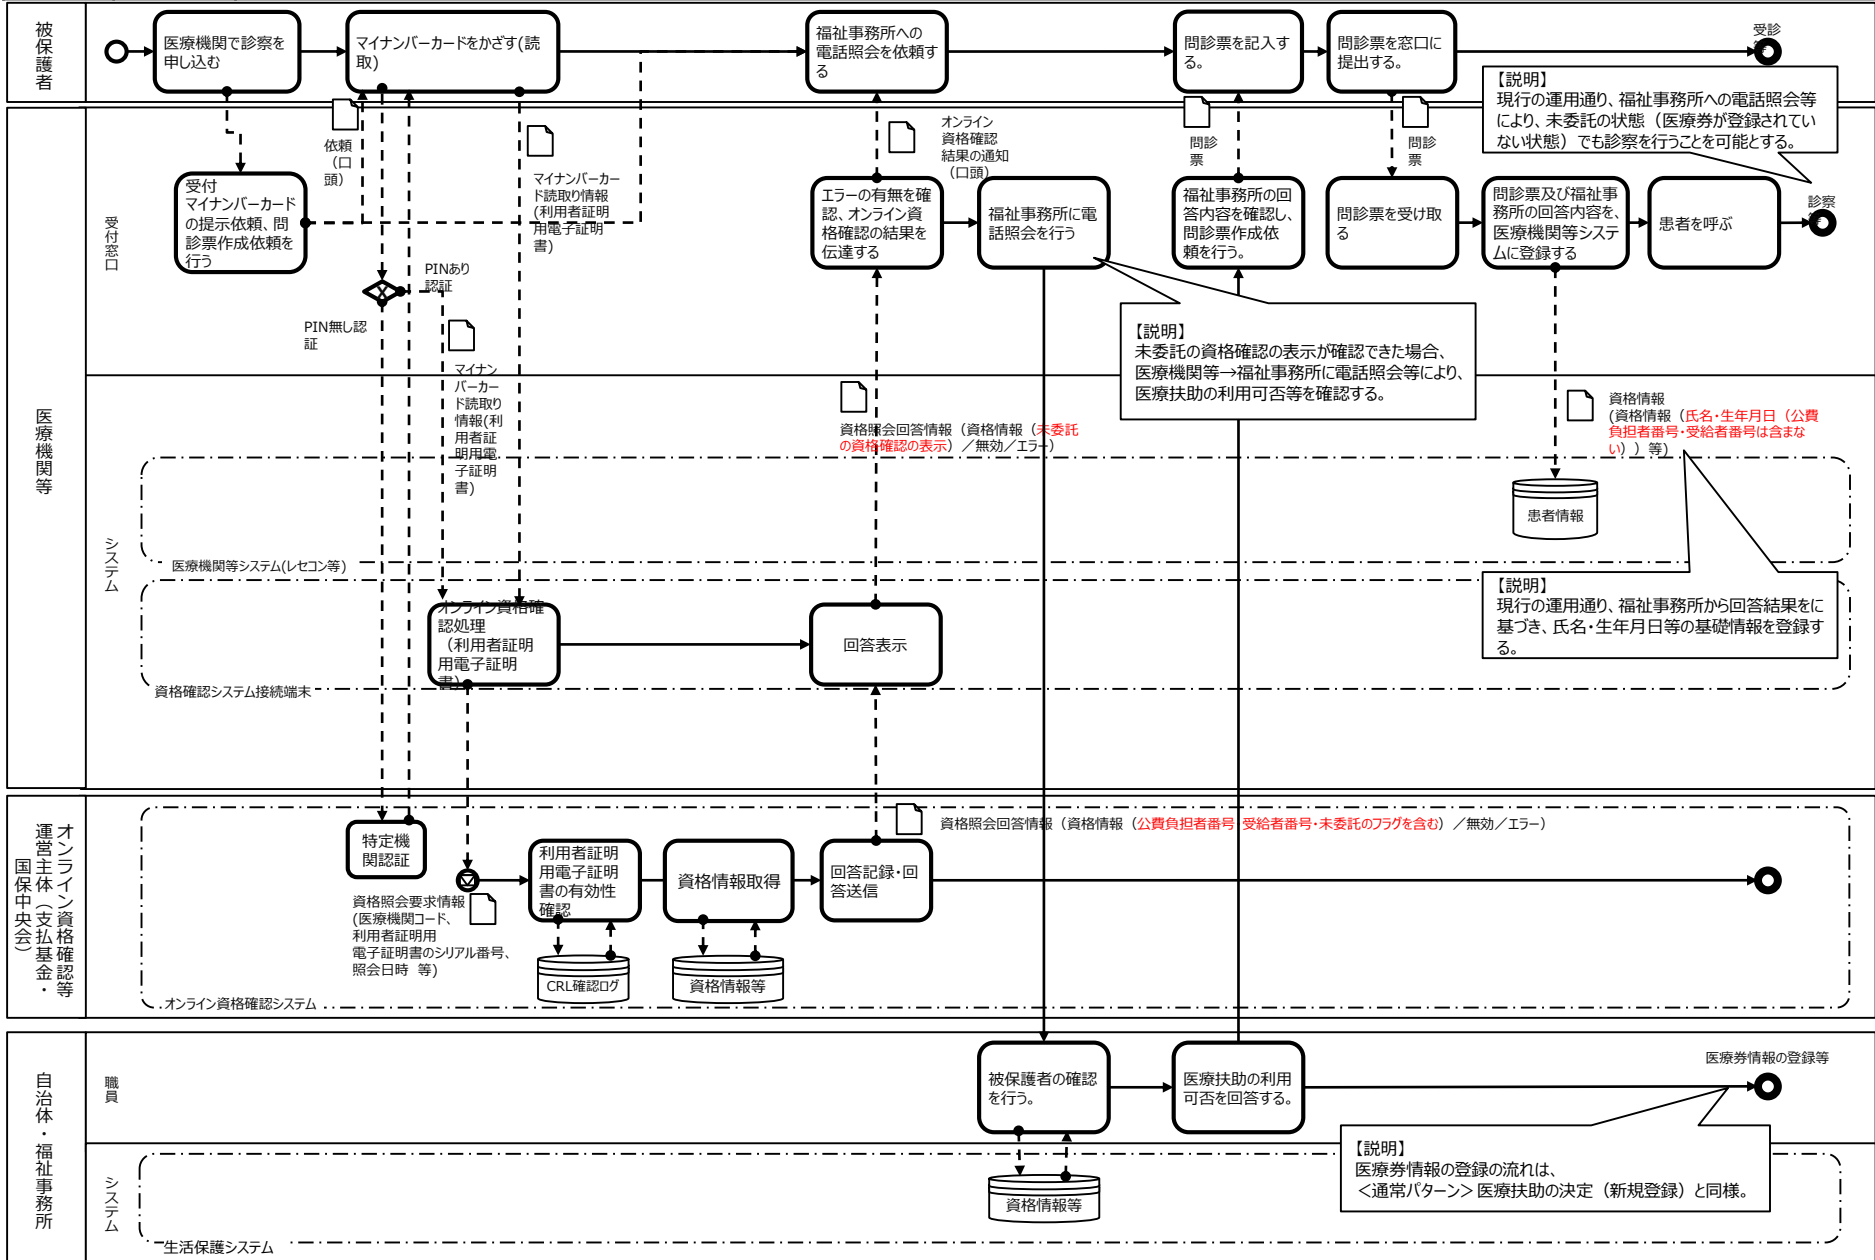 被保護者
医療機関で診察を
申し込む
マイナンバーカードをかざす(読
取)
福祉事務所への
電話照会を依頼す
る
問診票を記入す
る。
問診票を窓口に
提出する。
受診
【説明】
現行の運用通り、福祉事務所への電話照会等
により、未委託の状態（医療券が登録されてい
ない状態）でも診察を行うことを可能とする。
医療機関等
受付窓口
依頼
（口
頭）
マイナンバーカー
ド読取り情報
(利用者証明
用電子証明
書)
オンライン
資格確認
結果の通知
（口頭）
問診
票
問診
票
受付
マイナンバーカード
の提示依頼、問
診票作成依頼を
行う
エラーの有無を確
認、オンライン資
格確認の結果を
伝達する
福祉事務所に電
話照会を行う
福祉事務所の回
答内容を確認し、
問診票作成依
頼を行う。
問診票を受け取
る
問診票及び福祉事
務所の回答内容を、
医療機関等システ
ムに登録する
患者を呼ぶ
診察
PINあり
認証
PIN無し認
証
マイナン
バーカー
ド読取り
情報(利
用者証
明用電
子証明
書)
【説明】
未委託の資格確認の表示が確認できた場合、
医療機関等→福祉事務所に電話照会等により、
医療扶助の利用可否等を確認する。
システム
資格照会回答情報（資格情報（未委託
の資格確認の表示）／無効／エラー）
資格情報
(資格情報（氏名・生年月日（公費
負担者番号・受給者番号は含まな
い））等)
患者情報
医療機関等システム(レセコン等)
【説明】
現行の運用通り、福祉事務所から回答結果をに
基づき、氏名・生年月日等の基礎情報を登録す
る。
オンライン資格確
認処理
（利用者証明
用電子証明
書）
回答表示
資格確認システム接続端末
オンライン資格確認等
運営主体（支払基金・
国保中央会）
特定機
関認証
資格照会回答情報（資格情報（公費負担者番号・受給者番号・未委託のフラグを含む）／無効／エラー）
利用者証明
用電子証明
書の有効性
確認
資格情報取得
回答記録・回
答送信
資格照会要求情報
(医療機関コード、
利用者証明用
電子証明書のシリアル番号、
照会日時 等)
CRL確認ログ
資格情報等
オンライン資格確認システム
自治体・福祉事務所
職員
被保護者の確認
を行う。
医療扶助の利用
可否を回答する。
医療券情報の登録等
【説明】
医療券情報の登録の流れは、
＜通常パターン＞医療扶助の決定（新規登録）と同様。
システム
資格情報等
生活保護システム